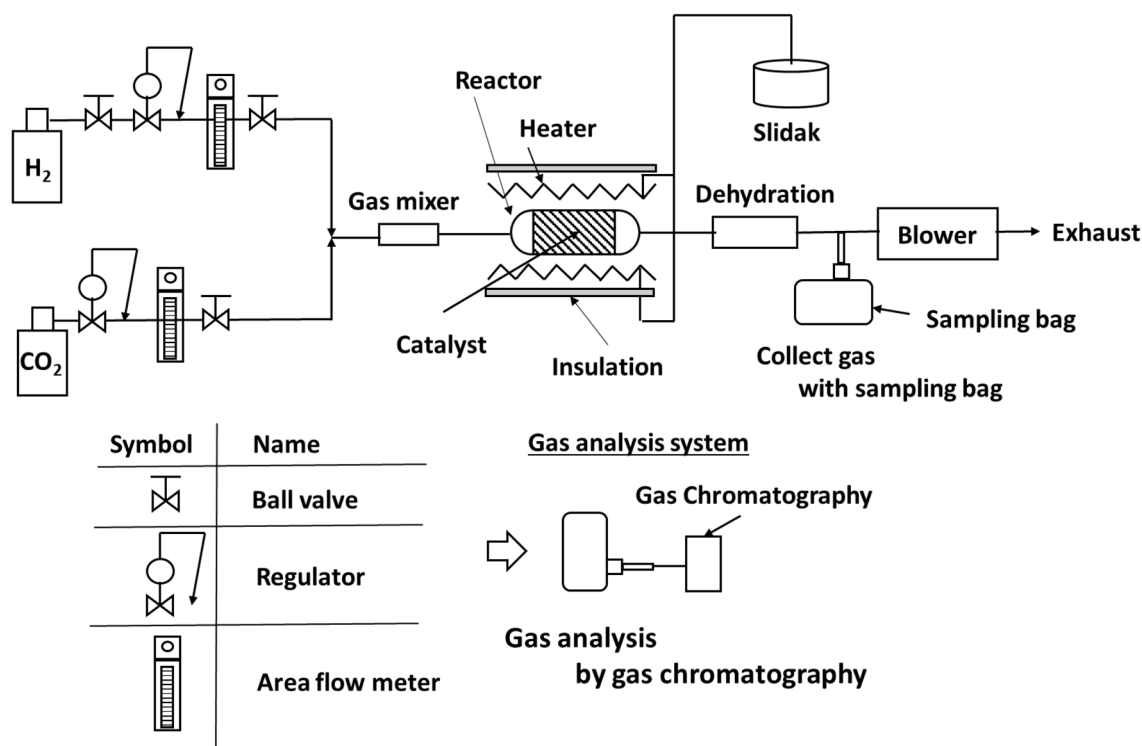 Reactor
Heater
Slidak
H₂
Gas mixer
Dehydration
Blower
Exhaust
CO₂
Catalyst
Insulation
Sampling bag
Collect gas
with sampling bag
Symbol Name
Ball valve
Regulator
Area flow meter
Gas analysis system
Gas Chromatography
Gas analysis
by gas chromatography